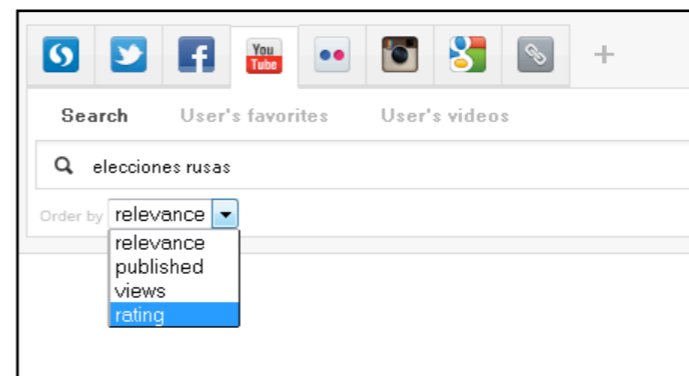 You
Tube
Search User's favorites User's videos
elecciones rusas
Order by relevance
relevance
published
views
rating